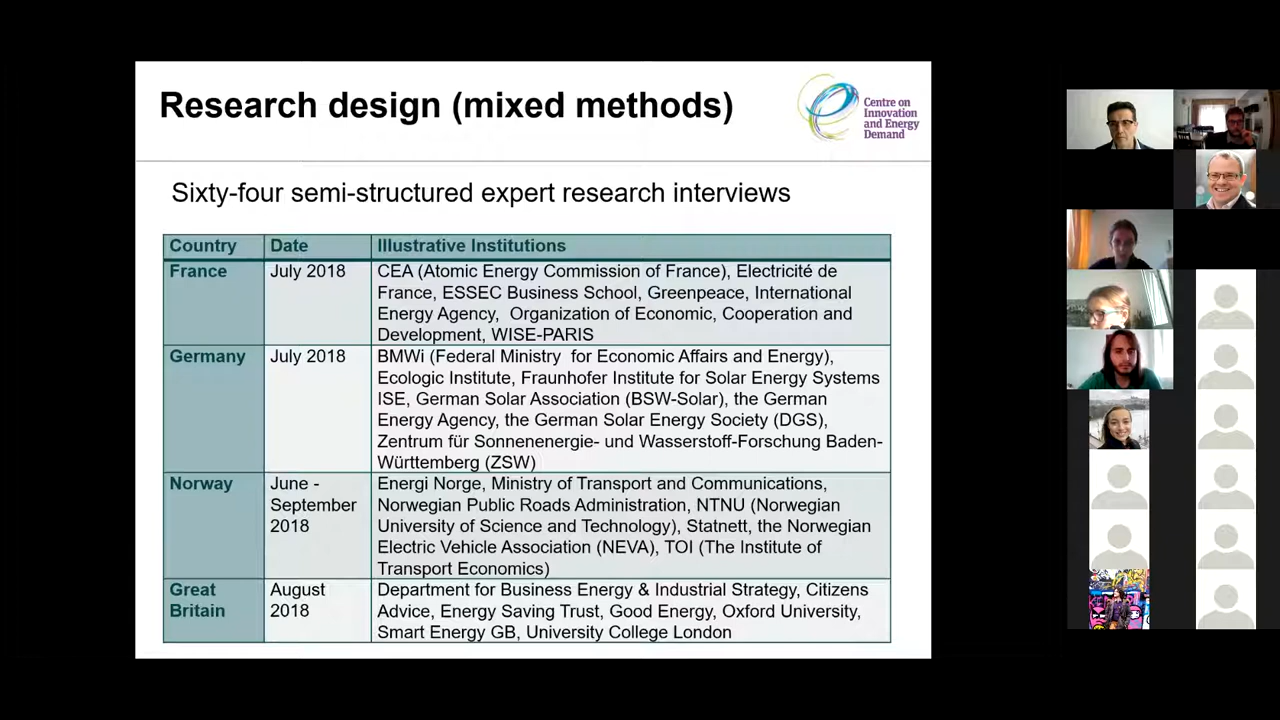 Research design (mixed methods)
Centre on
Innovation
and Energy
Demand
Sixty-four semi-structured expert research interviews
Country Date Illustrative Institutions
France July 2018 CEA (Atomic Energy Commission of France), Electricité de
France, ESSEC Business School, Greenpeace, International
Energy Agency, Organization of Economic, Cooperation and
Development, WISE-PARIS
Germany July 2018 BMWi (Federal Ministry for Economic Affairs and Energy),
Ecologic Institute, Fraunhofer Institute for Solar Energy Systems
ISE, German Solar Association (BSW-Solar), the German
Energy Agency, the German Solar Energy Society (DGS),
Zentrum für Sonnenenergie- und Wasserstoff-Forschung Baden-
Württemberg (ZSW)
Norway June - Energi Norge, Ministry of Transport and Communications,
September Norwegian Public Roads Administration, NTNU (Norwegian
2018 University of Science and Technology), Statnett, the Norwegian
Electric Vehicle Association (NEVA), TOI (The Institute of
Transport Economics)
Great August Department for Business Energy & Industrial Strategy, Citizens
Britain 2018 Advice, Energy Saving Trust, Good Energy, Oxford University,
Smart Energy GB, University College London